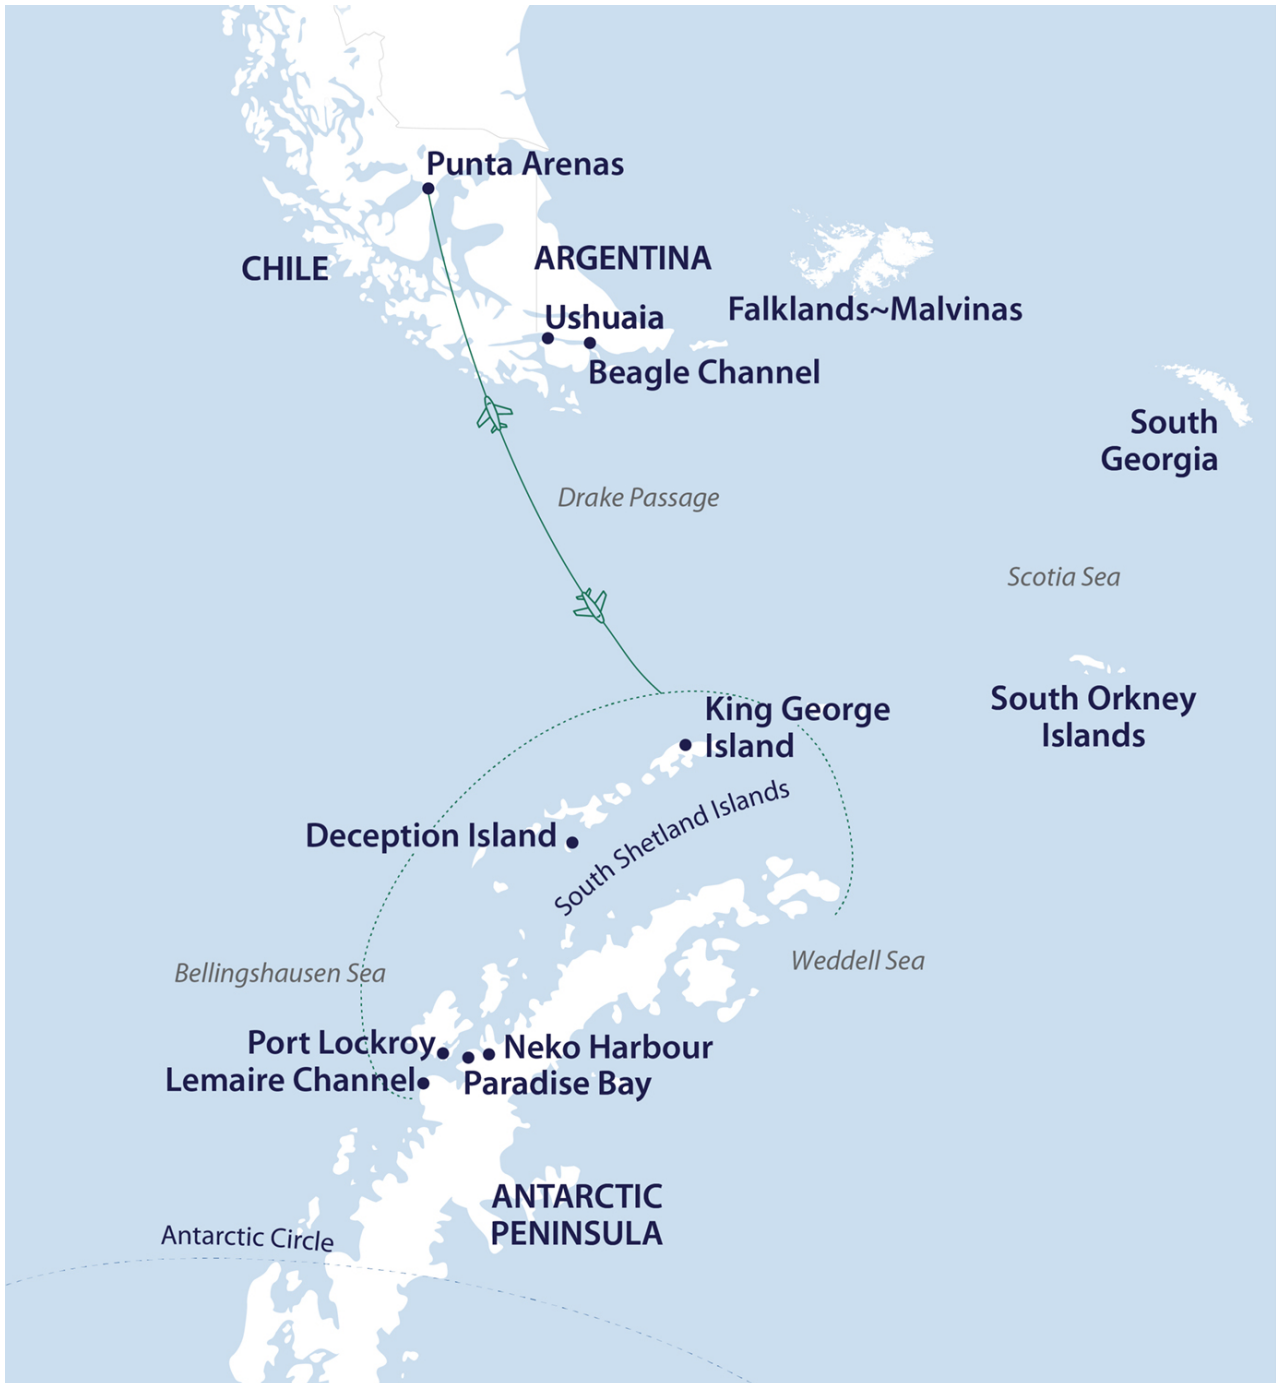 Punta Arenas
ARGENTINA
CHILE
Falklands~Malvinas
Ushuaia
Beagle Channel
South
Georgia
Drake Passage
Scotia Sea
King George
Island
South Orkney
Islands
South Shetland Islands
Deception Island
Bellingshausen Sea
Weddell Sea
Port Lockroy
Neko Harbour
Lemaire Channel
Paradise Bay
ANTARCTIC
PENINSULA
Antarctic Circle